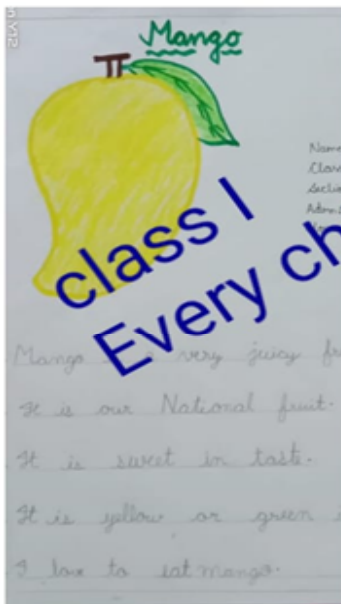 Mango
Name
Class
class I
Every ch
Mango is a very juicy fr
It is our National fruit.
It is sweet in taste.
It is yellow or green
I love to eat mango.